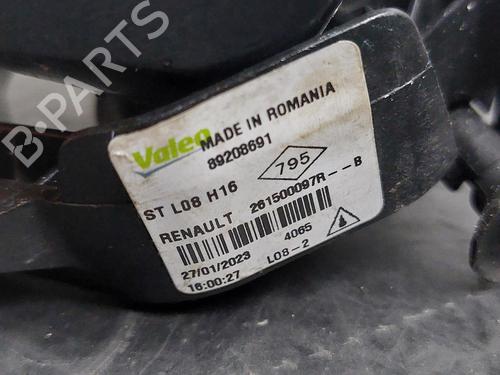 B-PARTS
Valeo MADE IN ROMANIA
89208691
ST L08 H16 795
RENAULT 261500097R--B
27/01/2023 4065
16:00:27 L08-2